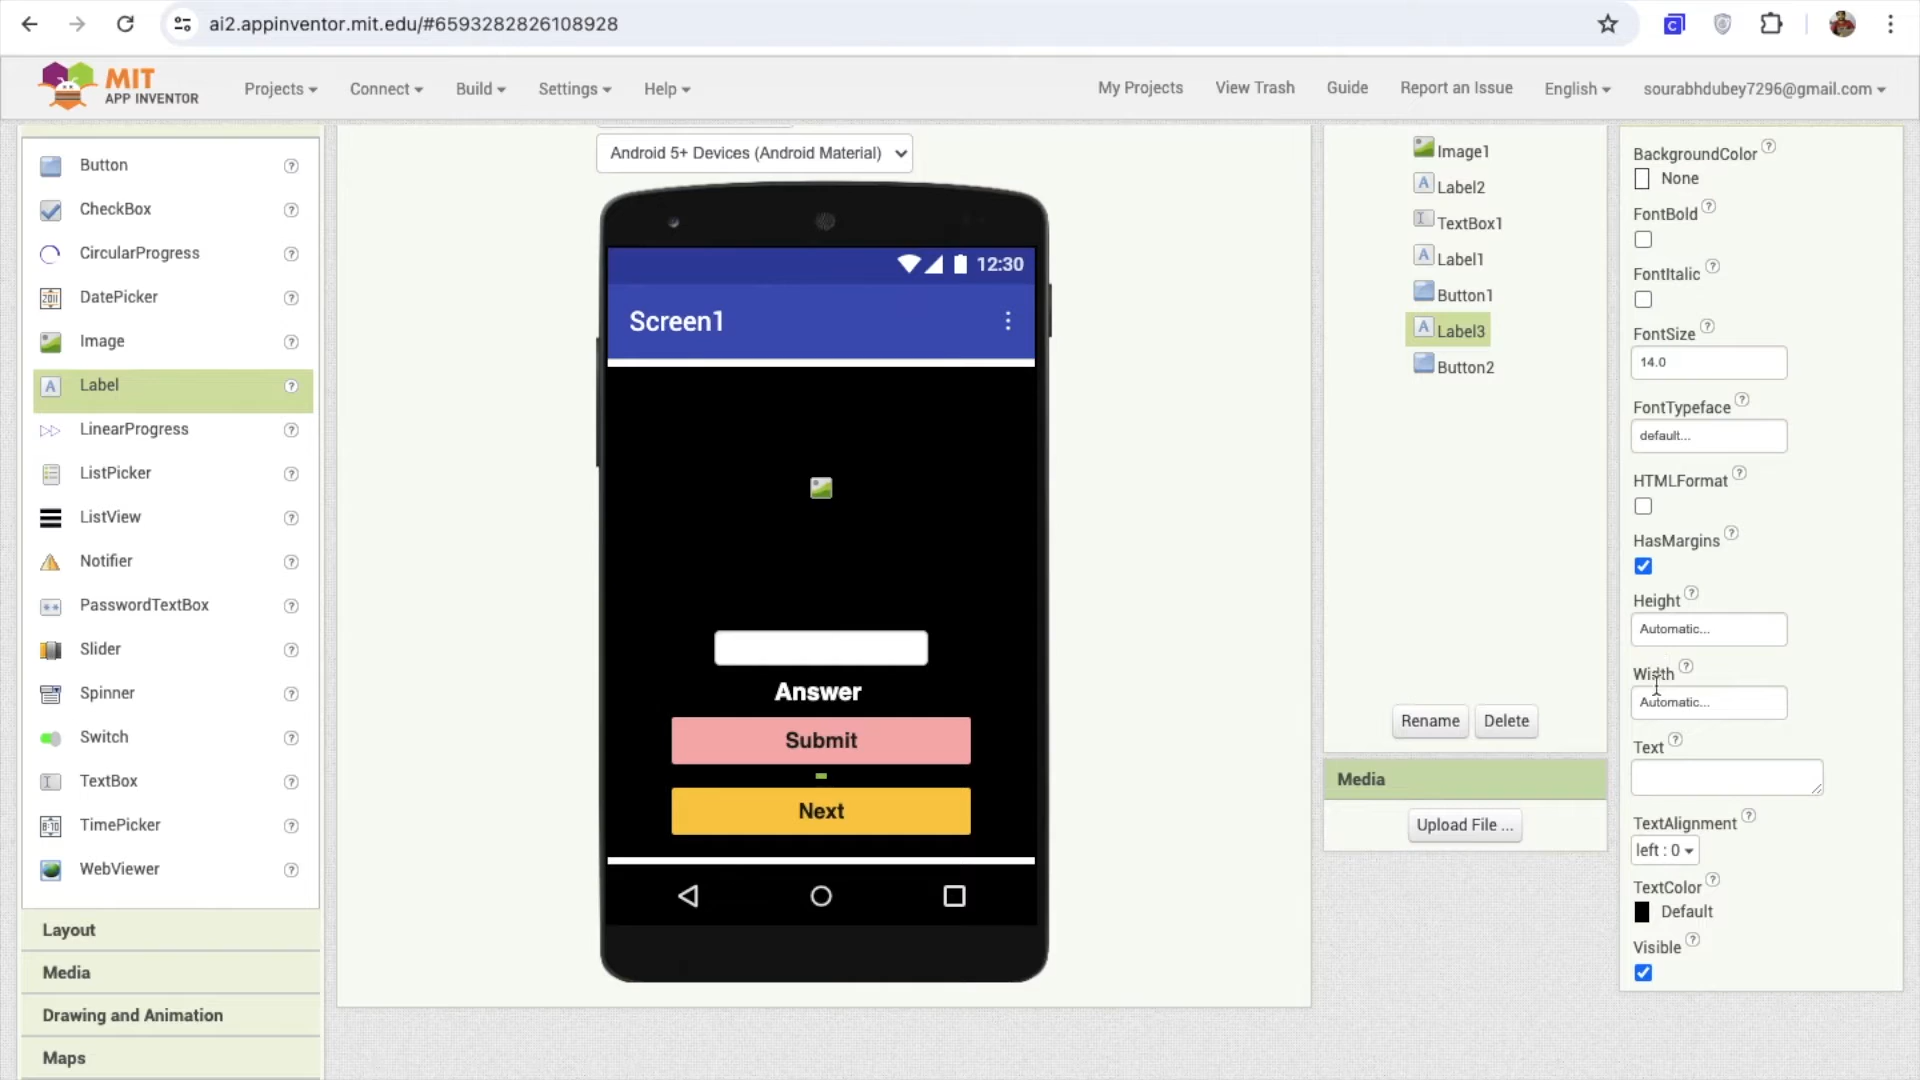 ai2.appinventor.mit.edu/#6593282826108928
MIT
APP INVENTOR
Projects
Connect
Build
Settings
Help
My Projects
View Trash
Guide
Report an Issue
English
sourabhdubey7296@gmail.com
Button
CheckBox
CircularProgress
DatePicker
Image
Label
LinearProgress
ListPicker
ListView
Notifier
PasswordTextBox
Slider
Spinner
Switch
TextBox
TimePicker
WebViewer
Layout
Media
Drawing and Animation
Maps
Android 5+ Devices (Android Material)
12:30
Screen1
Answer
Submit
Next
Image1
Label2
TextBox1
Label1
Button1
Label3
Button2
Rename
Delete
Media
Upload File ...
BackgroundColor
None
FontBold
FontItalic
FontSize
14.0
FontTypeface
default...
HTMLFormat
HasMargins
Height
Automatic...
Width
Automatic...
Text
TextAlignment
left : 0
TextColor
Default
Visible